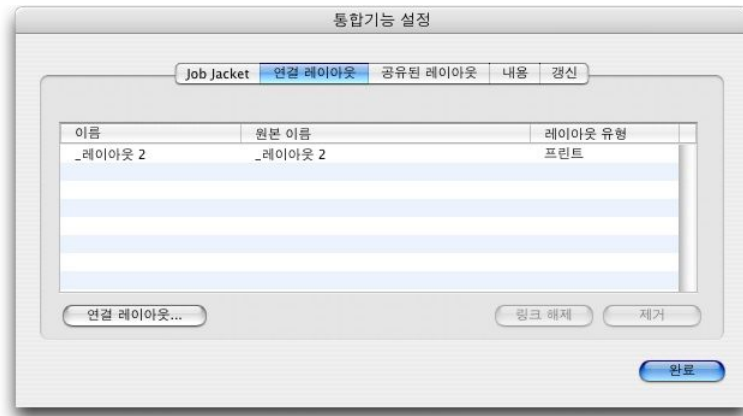 통합기능 설정
Job Jacket 연결 레이아웃 공유된 레이아웃 내용 갱신
이름 원본 이름 레이아웃 유형
_레이아웃 2 _레이아웃 2 프린트
연결 레이아웃... 링크 해제 제거
완료